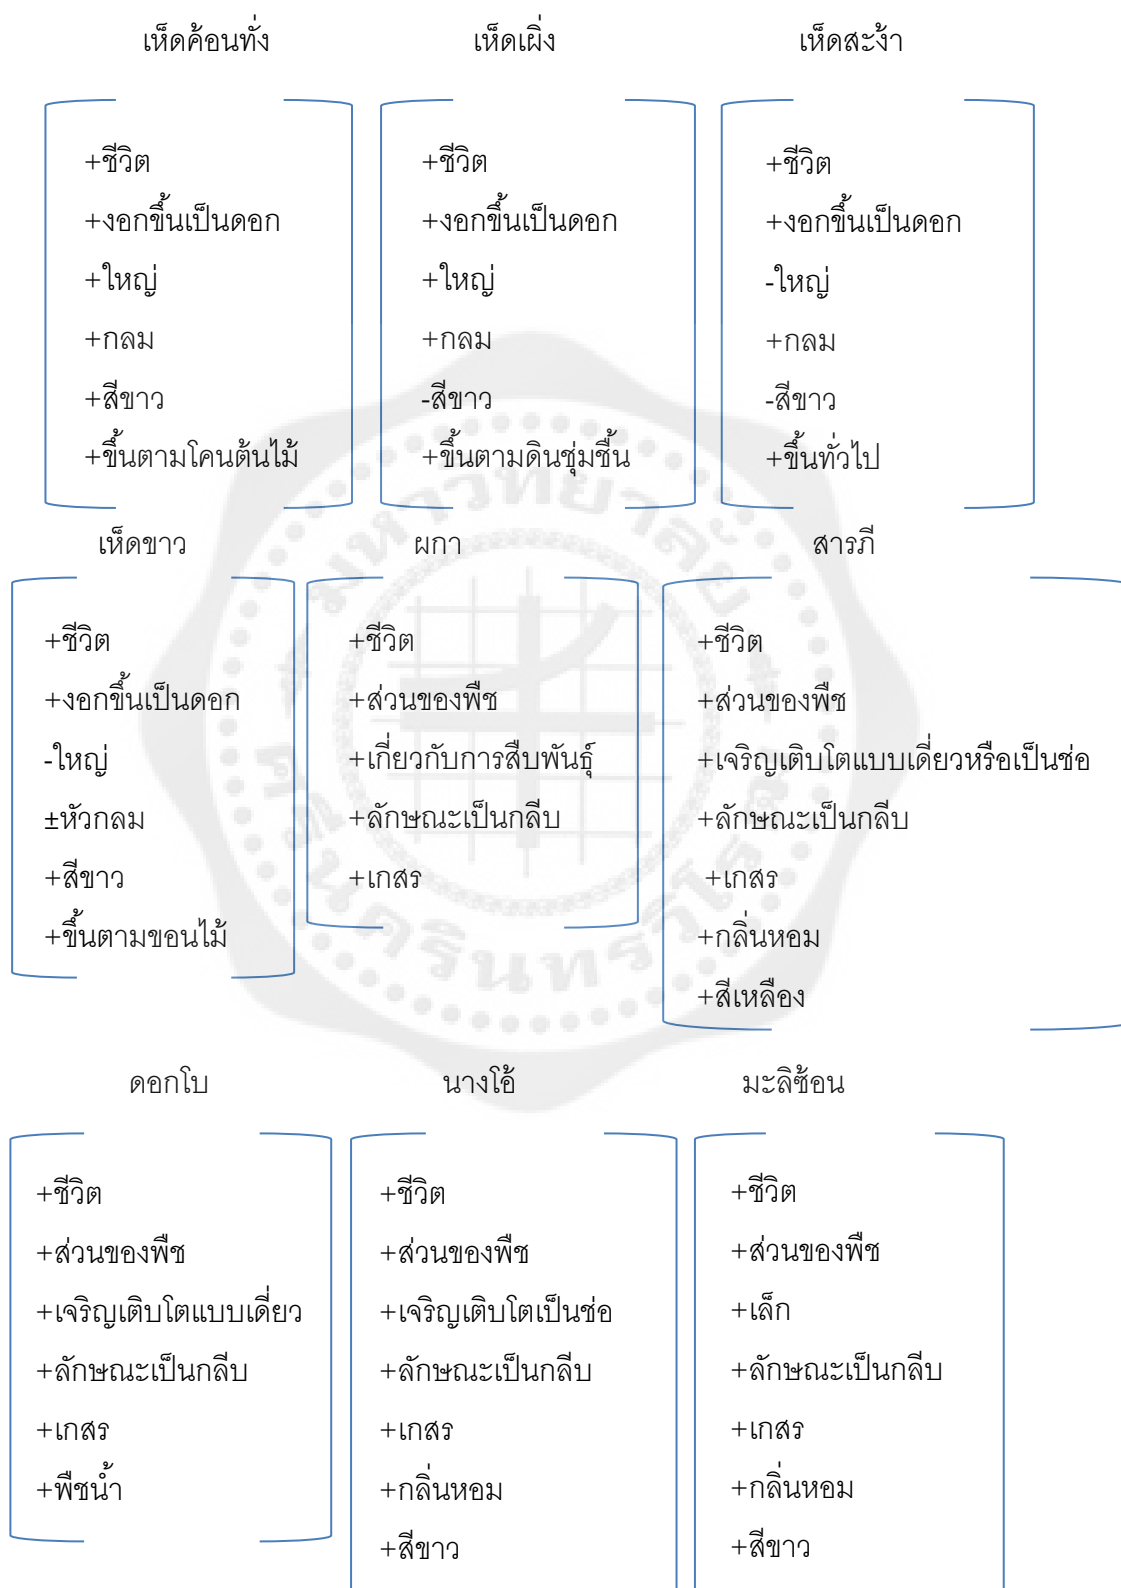 เห็ดค้อนทั่ง เห็ดเผิ่ง เห็ดสะง้า
+ชีวิต +ชีวิต +ชีวิต
+งอกขึ้นเป็นดอก +งอกขึ้นเป็นดอก +งอกขึ้นเป็นดอก
+ใหญ่ +ใหญ่ -ใหญ่
+กลม +กลม +กลม
+สีขาว -สีขาว -สีขาว
+ขึ้นตามโคนต้นไม้ +ขึ้นตามดินชุ่มชื้น +ขึ้นทั่วไป
เห็ดขาว ผกา สารภี
+ชีวิต +ชีวิต +ชีวิต
+งอกขึ้นเป็นดอก +ส่วนของพืช +ส่วนของพืช
-ใหญ่ +เกี่ยวกับการสืบพันธุ์ +เจริญเติบโตแบบเดี่ยวหรือเป็นช่อ
±หัวกลม +ลักษณะเป็นกลีบ +ลักษณะเป็นกลีบ
+สีขาว +เกสร +เกสร
+ขึ้นตามขอนไม้ +กลิ่นหอม
+สีเหลือง
ดอกโบ นางโอ้ มะลิซ้อน
+ชีวิต +ชีวิต +ชีวิต
+ส่วนของพืช +ส่วนของพืช +ส่วนของพืช
+เจริญเติบโตแบบเดี่ยว +เจริญเติบโตเป็นช่อ +เล็ก
+ลักษณะเป็นกลีบ +ลักษณะเป็นกลีบ +ลักษณะเป็นกลีบ
+เกสร +เกสร +เกสร
+พืชน้ำ +กลิ่นหอม +กลิ่นหอม
+สีขาว +สีขาว
มหาวิทยาลัย
ศรีนครินทรวิโรฒ